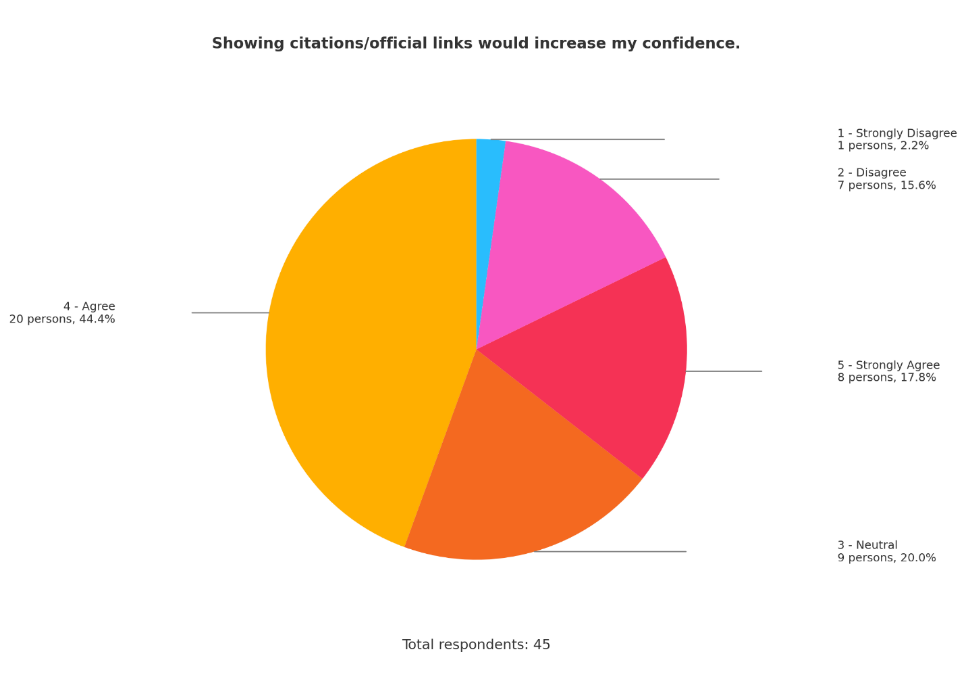 Showing citations/official links would increase my confidence.
1 - Strongly Disagree
1 persons, 2.2%
2 - Disagree
7 persons, 15.6%
4 - Agree
20 persons, 44.4%
5 - Strongly Agree
8 persons, 17.8%
3 - Neutral
9 persons, 20.0%
Total respondents: 45